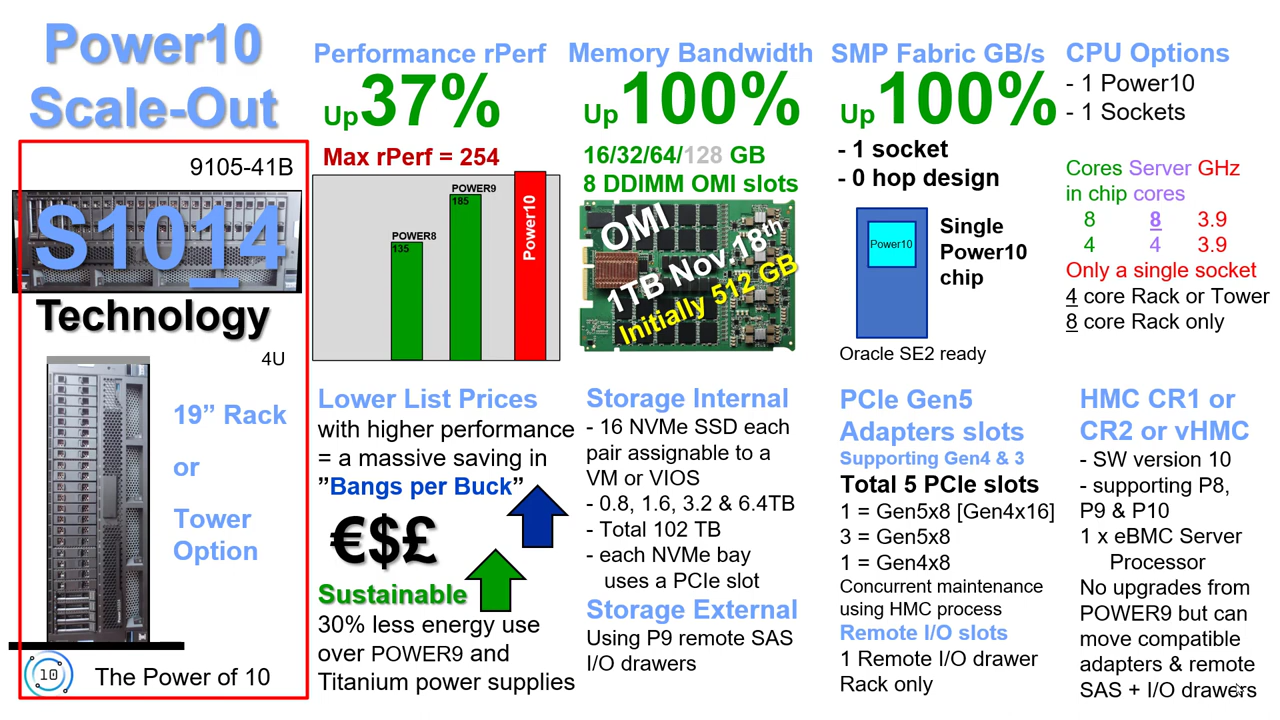 Power10
Scale-Out
9105-41B
S1014
Technology
4U
19” Rack
or
Tower
Option
10
The Power of 10
Performance rPerf
Up 37%
Max rPerf = 254
POWER8
135
POWER9
185
Power10
Lower List Prices
with higher performance
= a massive saving in
”Bangs per Buck”
€$£
Sustainable
30% less energy use
over POWER9 and
Titanium power supplies
Memory Bandwidth
Up 100%
16/32/64/128 GB
8 DDIMM OMI slots
OMI
1TB Nov.18th
Initially 512 GB
Storage Internal
- 16 NVMe SSD each
pair assignable to a
VM or VIOS
- 0.8, 1.6, 3.2 & 6.4TB
- Total 102 TB
- each NVMe bay
uses a PCIe slot
Storage External
Using P9 remote SAS
I/O drawers
SMP Fabric GB/s
Up 100%
- 1 socket
- 0 hop design
Power10
Single
Power10
chip
Oracle SE2 ready
PCIe Gen5
Adapters slots
Supporting Gen4 & 3
Total 5 PCIe slots
1 = Gen5x8 [Gen4x16]
3 = Gen5x8
1 = Gen4x8
Concurrent maintenance
using HMC process
Remote I/O slots
1 Remote I/O drawer
Rack only
CPU Options
- 1 Power10
- 1 Sockets
Cores Server GHz
in chip cores
8 8 3.9
4 4 3.9
Only a single socket
4 core Rack or Tower
8 core Rack only
HMC CR1 or
CR2 or vHMC
- SW version 10
- supporting P8,
P9 & P10
1 x eBMC Server
Processor
No upgrades from
POWER9 but can
move compatible
adapters & remote
SAS + I/O drawers